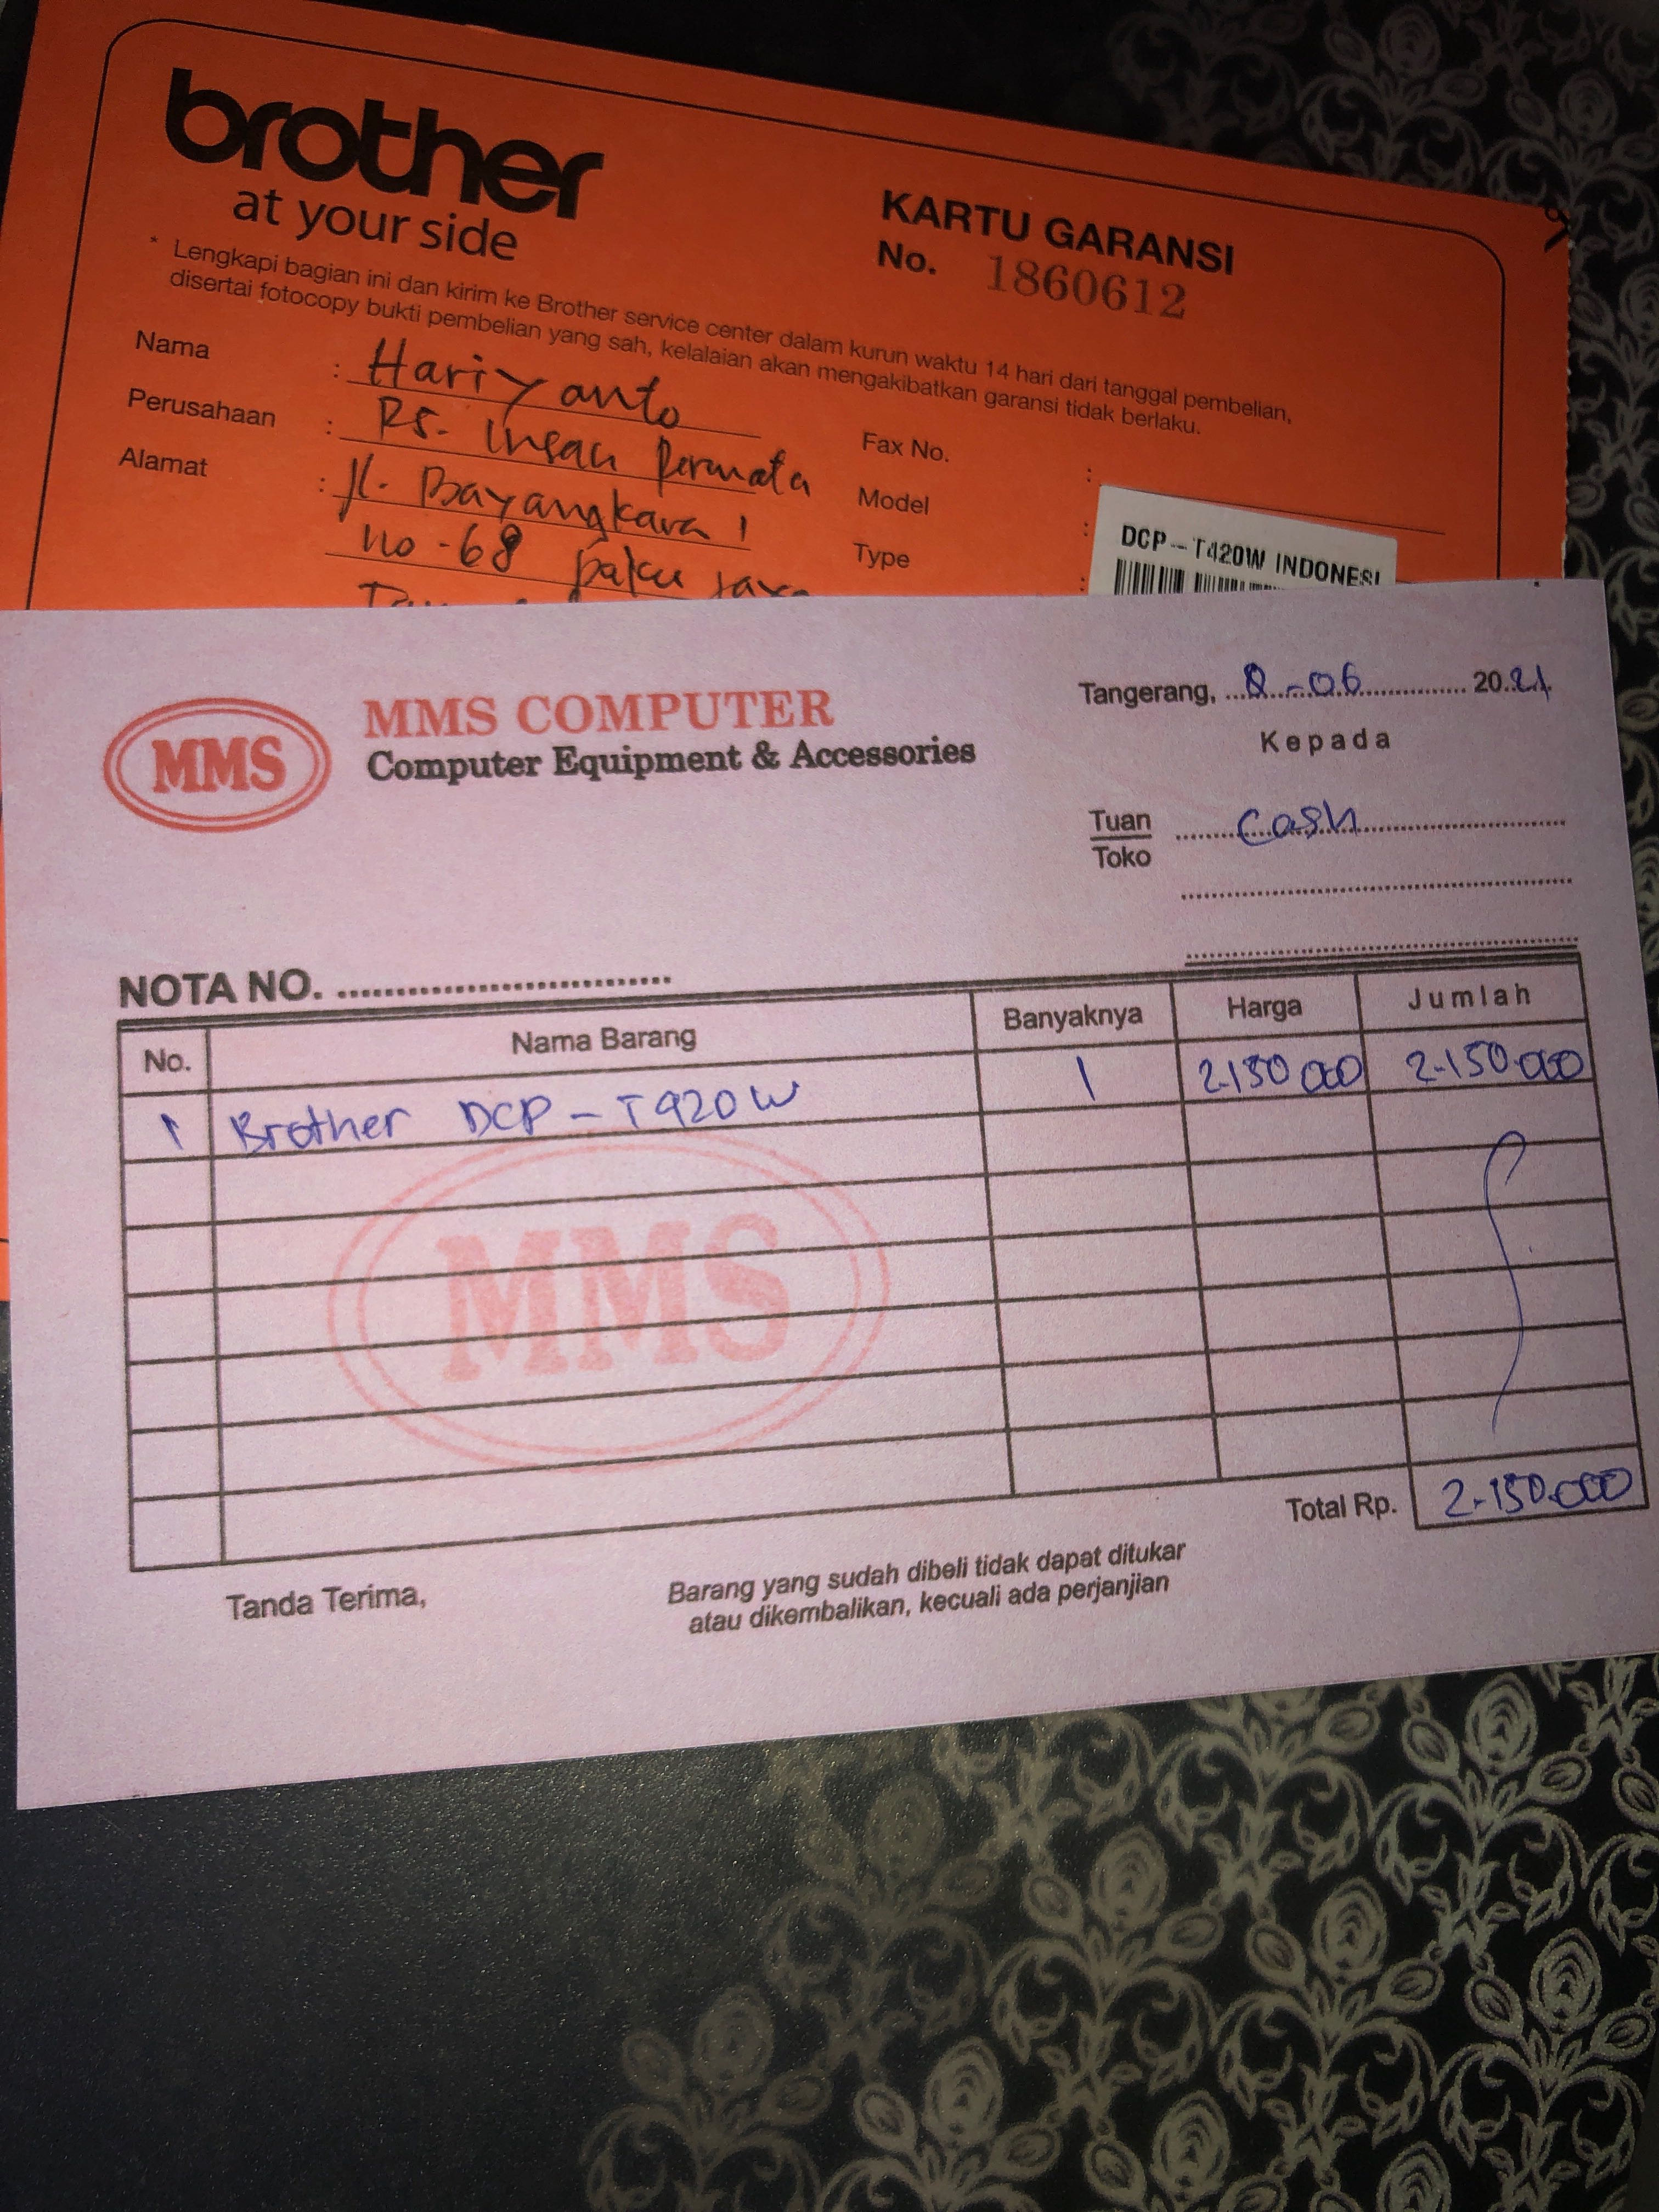 brother
at your side
KARTU GARANSI
No. 1860612
* Lengkapi bagian ini dan kirim ke Brother service center dalam kurun waktu 14 hari dari tanggal pembelian,
disertai fotocopy bukti pembelian yang sah, kelalaian akan mengakibatkan garansi tidak berlaku.
Nama : Hariyanto
Perusahaan : RS. Insan Permata
Alamat : Jl. Bayangkara 1
no - 68 paku jaya
Fax No. :
Model :
Type :
DCP-T420W INDONESI
MMS
MMS COMPUTER
Computer Equipment & Accessories
Tangerang, 8-06 2021
Kepada
Tuan
Toko
Cash
NOTA NO.
No. Nama Barang Banyaknya Harga Jumlah
1 Brother DCP-T420W 1 2.150.000 2.150.000
MMS
Total Rp. 2.150.000
Tanda Terima,
Barang yang sudah dibeli tidak dapat ditukar
atau dikembalikan, kecuali ada perjanjian